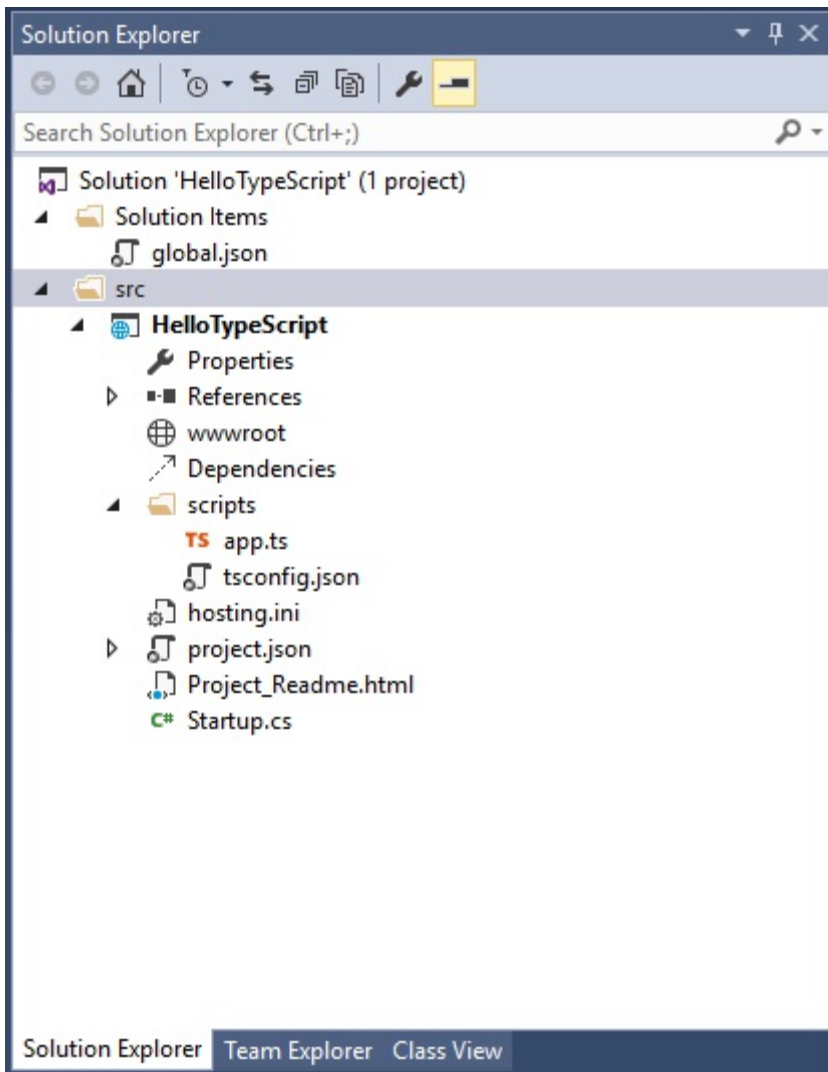 Solution Explorer
Search Solution Explorer (Ctrl+;)
Solution 'HelloTypeScript' (1 project)
Solution Items
global.json
src
HelloTypeScript
Properties
References
wwwroot
Dependencies
scripts
TS app.ts
tsconfig.json
hosting.ini
project.json
Project_Readme.html
C# Startup.cs
Solution Explorer Team Explorer Class View